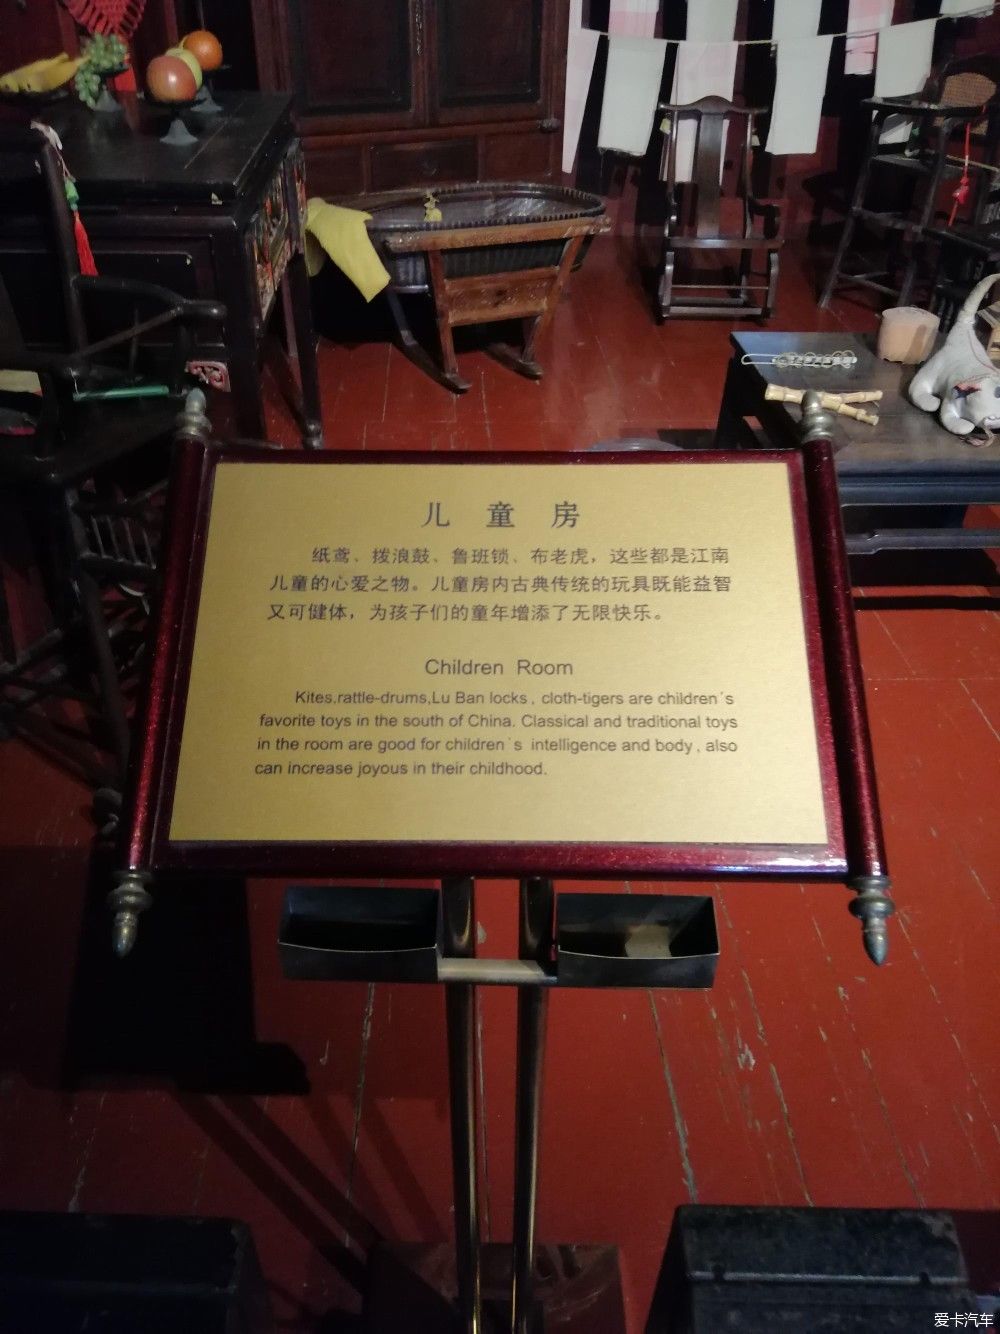 儿 童 房
纸鸢、拨浪鼓、鲁班锁、布老虎，这些都是江南
儿童的心爱之物。儿童房内古典传统的玩具既能益智
又可健体，为孩子们的童年增添了无限快乐。
Children Room
Kites,rattle-drums,Lu Ban locks, cloth-tigers are children's
favorite toys in the south of China. Classical and traditional toys
in the room are good for children's intelligence and body, also
can increase joyous in their childhood.
爱卡汽车